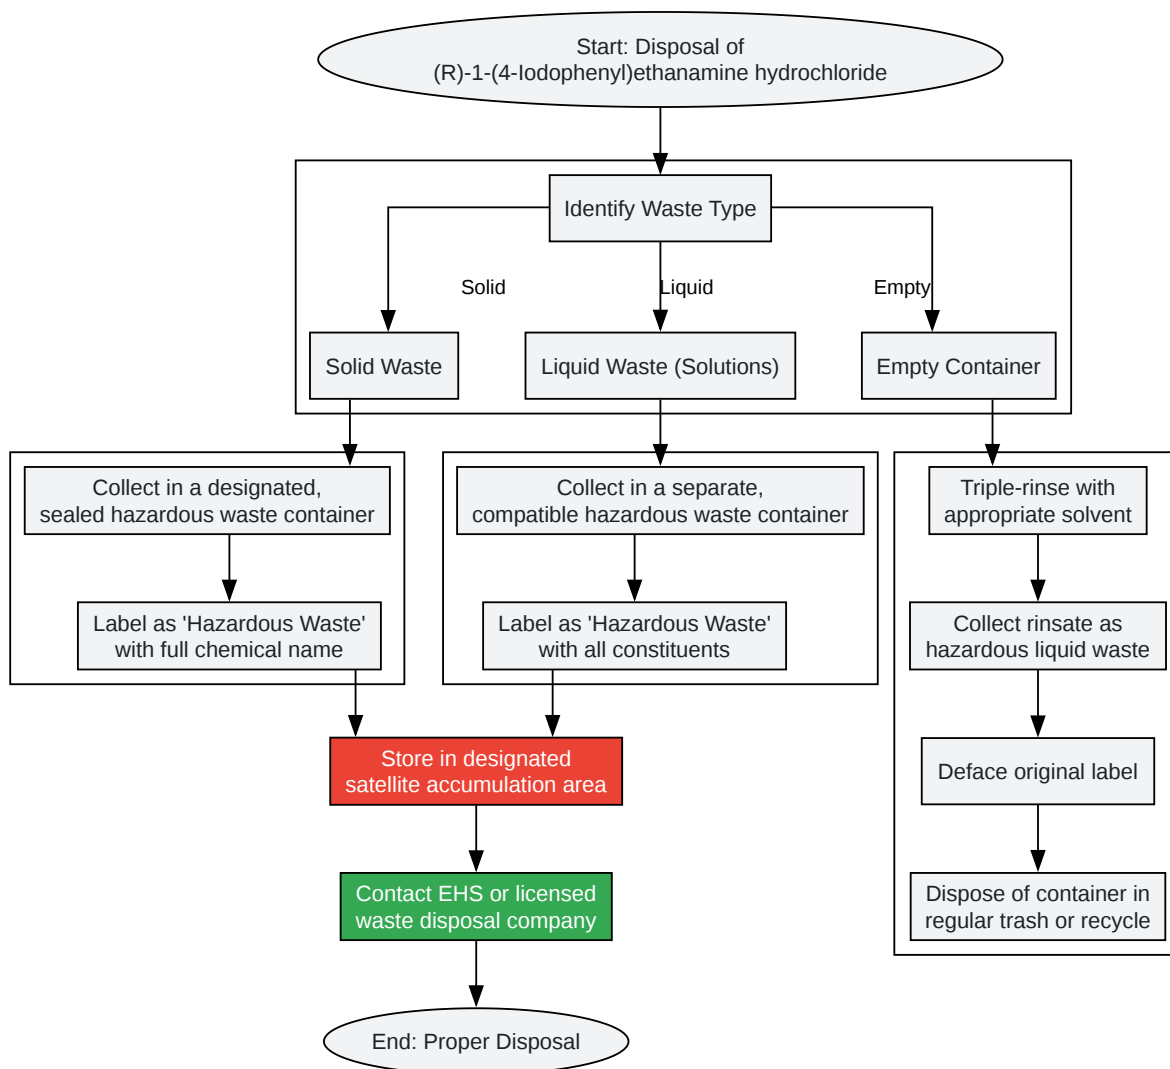 Start: Disposal of
(R)-1-(4-Iodophenyl)ethanamine hydrochloride
Identify Waste Type
Solid
Liquid
Empty
Solid Waste
Liquid Waste (Solutions)
Empty Container
Collect in a designated,
sealed hazardous waste container
Collect in a separate,
compatible hazardous waste container
Triple-rinse with
appropriate solvent
Label as 'Hazardous Waste'
with full chemical name
Label as 'Hazardous Waste'
with all constituents
Collect rinsate as
hazardous liquid waste
Store in designated
satellite accumulation area
Deface original label
Contact EHS or licensed
waste disposal company
Dispose of container in
regular trash or recycle
End: Proper Disposal